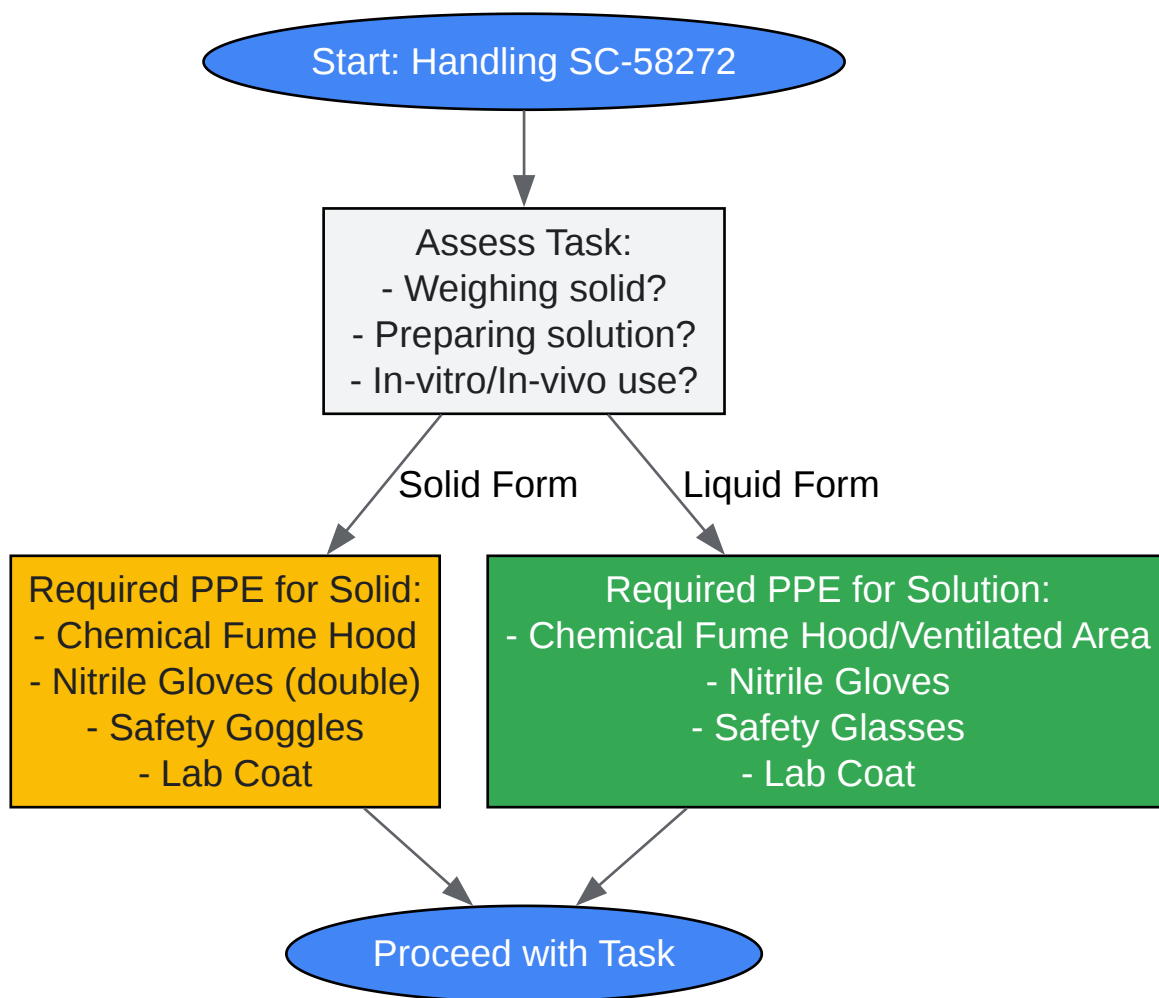 Start: Handling SC-58272
Assess Task:
- Weighing solid?
- Preparing solution?
- In-vitro/In-vivo use?
Solid Form
Liquid Form
Required PPE for Solid:
- Chemical Fume Hood
- Nitrile Gloves (double)
- Safety Goggles
- Lab Coat
Required PPE for Solution:
- Chemical Fume Hood/Ventilated Area
- Nitrile Gloves
- Safety Glasses
- Lab Coat
Proceed with Task